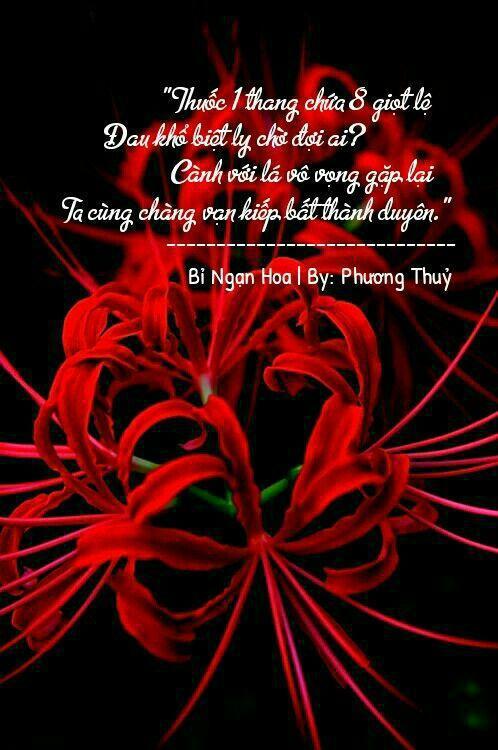 "Thuốc 1 thang chứa 8 giọt lệ
Đau khổ biệt ly chờ đợi ai?
Cành với lá vô vọng gặp lại
Ta cùng chàng vạn kiếp bất thành duyên."
------------------------------
Bỉ Ngạn Hoa | By: Phương Thuỷ